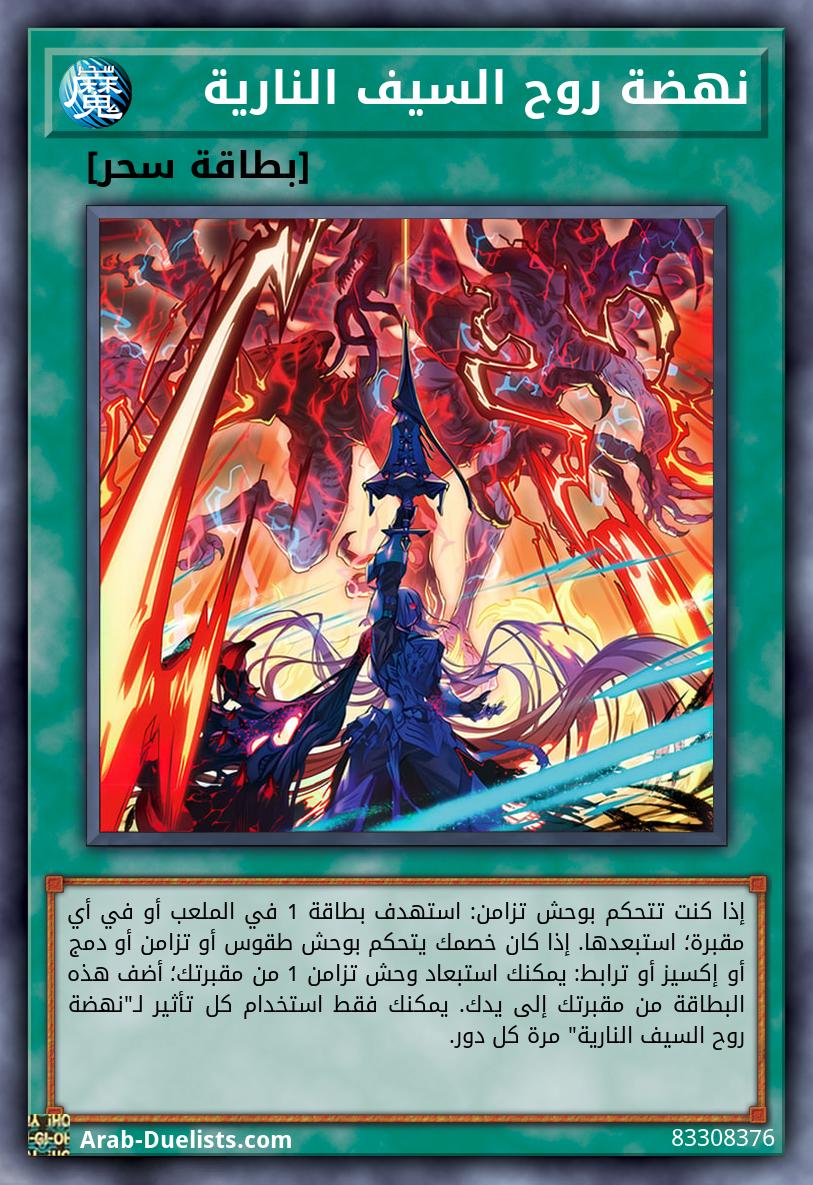 نهضة روح السيف النارية
魔
[بطاقة سحر]
إذا كنت تتحكم بوحش تزامن: استهدف بطاقة 1 في الملعب أو في أي
مقبرة؛ استبعدها. إذا كان خصمك يتحكم بوحش طقوس أو تزامن أو دمج
أو إكسيز أو ترابط: يمكنك استبعاد وحش تزامن 1 من مقبرتك؛ أضف هذه
البطاقة من مقبرتك إلى يدك. يمكنك فقط استخدام كل تأثير لـ"نهضة
روح السيف النارية" مرة كل دور.
Arab-Duelists.com
83308376